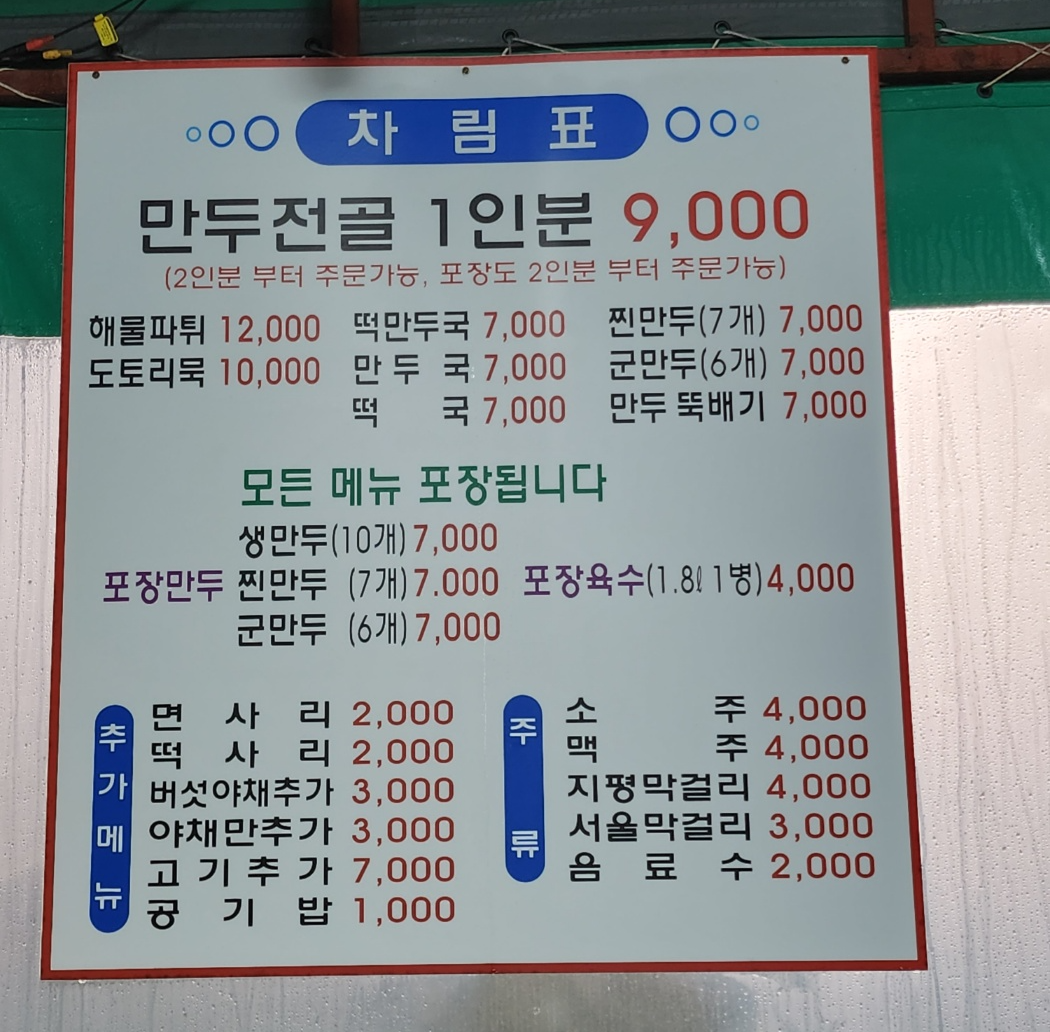 차림표
만두전골 1인분 9,000
(2인분 부터 주문가능, 포장도 2인분 부터 주문가능)
해물파튀 12,000 떡만두국 7,000 찐만두(7개) 7,000
도토리묵 10,000 만두국 7,000 군만두(6개) 7,000
떡국 7,000 만두 뚝배기 7,000
모든 메뉴 포장됩니다
생만두(10개) 7,000
포장만두 찐만두 (7개) 7.000 포장육수(1.8ℓ 1병) 4,000
군만두 (6개) 7,000
추가메뉴
면사리 2,000
떡사리 2,000
버섯야채추가 3,000
야채만추가 3,000
고기추가 7,000
공기밥 1,000
주류
소주 4,000
맥주 4,000
지평막걸리 4,000
서울막걸리 3,000
음료수 2,000